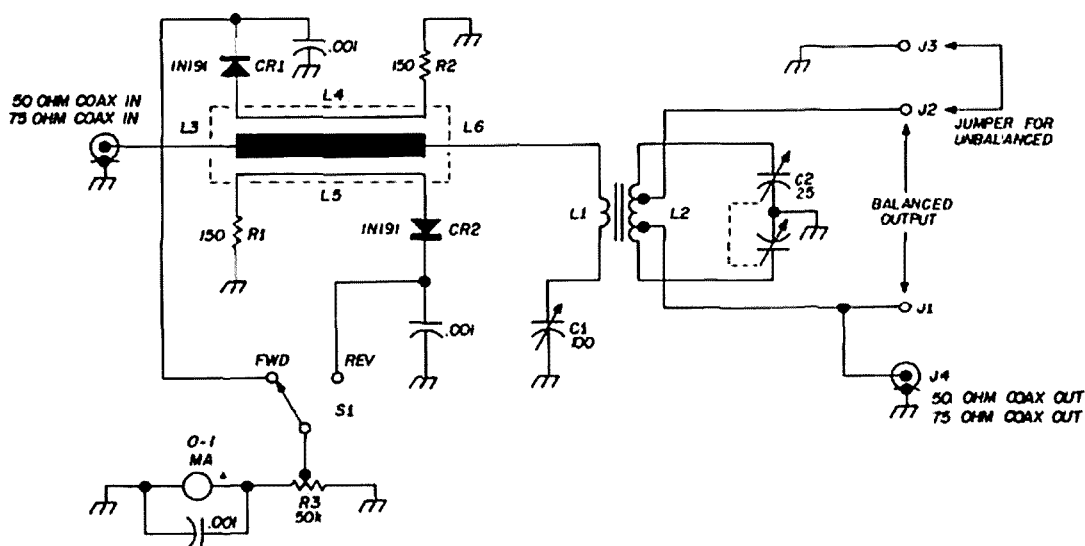 .001
1N191
CR1
150
R2
L4
50 OHM COAX IN
75 OHM COAX IN
L3
L6
L5
150
R1
1N191
CR2
.001
FWD
REV
S1
0-1
MA
.001
R3
50k
L1
L2
C1
100
C2
25
J3
J2
JUMPER FOR
UNBALANCED
BALANCED
OUTPUT
J1
J4
50 OHM COAX OUT
75 OHM COAX OUT